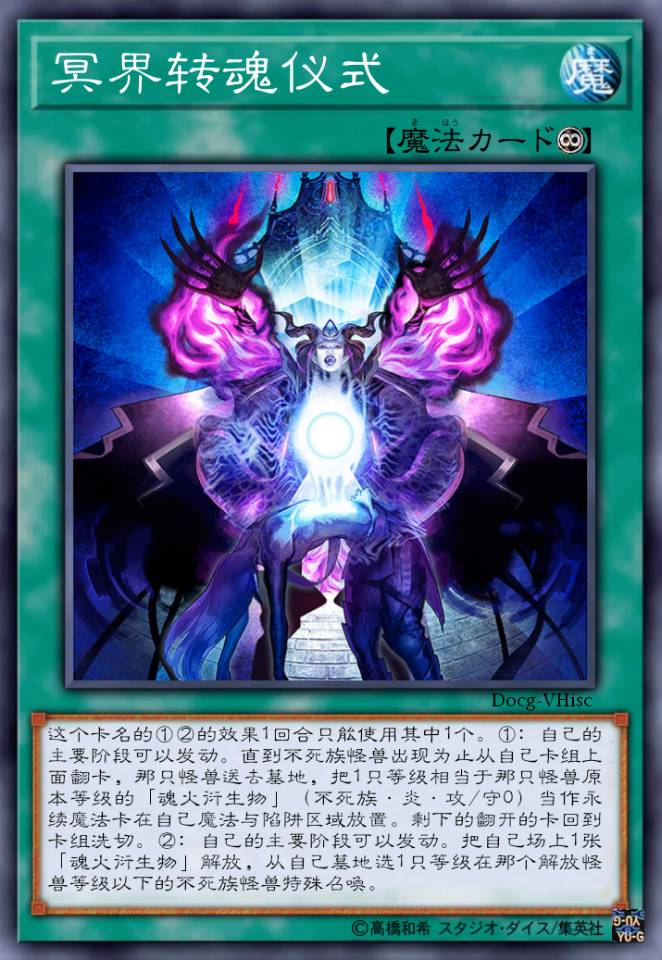 冥界转魂仪式
魔
まほう
【魔法カード】
Docg-VHisc
这个卡名的①②的效果1回合只能使用其中1个。①：自己的
主要阶段可以发动。直到不死族怪兽出现为止从自己卡组上
面翻卡，那只怪兽送去墓地，把1只等级相当于那只怪兽原
本等级的「魂火衍生物」（不死族·炎·攻/守0）当作永
续魔法卡在自己魔法与陷阱区域放置。剩下的翻开的卡回到
卡组洗切。②：自己的主要阶段可以发动。把自己场上1张
「魂火衍生物」解放，从自己墓地选1只等级在那个解放怪
兽等级以下的不死族怪兽特殊召唤。
©高橋和希 スタジオ・ダイス/集英社